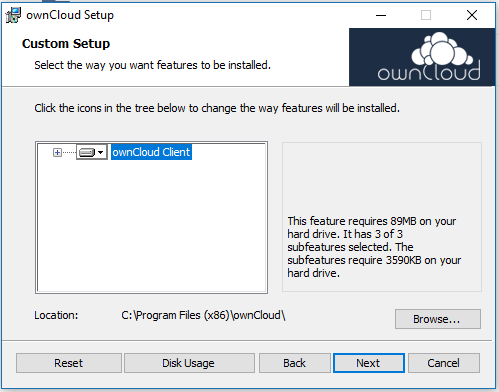 ownCloud Setup
Custom Setup
Select the way you want features to be installed.
ownCloud
Click the icons in the tree below to change the way features will be installed.
ownCloud Client
This feature requires 89MB on your
hard drive. It has 3 of 3
subfeatures selected. The
subfeatures require 3590KB on your
hard drive.
Location: C:\Program Files (x86)\ownCloud\
Browse...
Reset Disk Usage Back Next Cancel